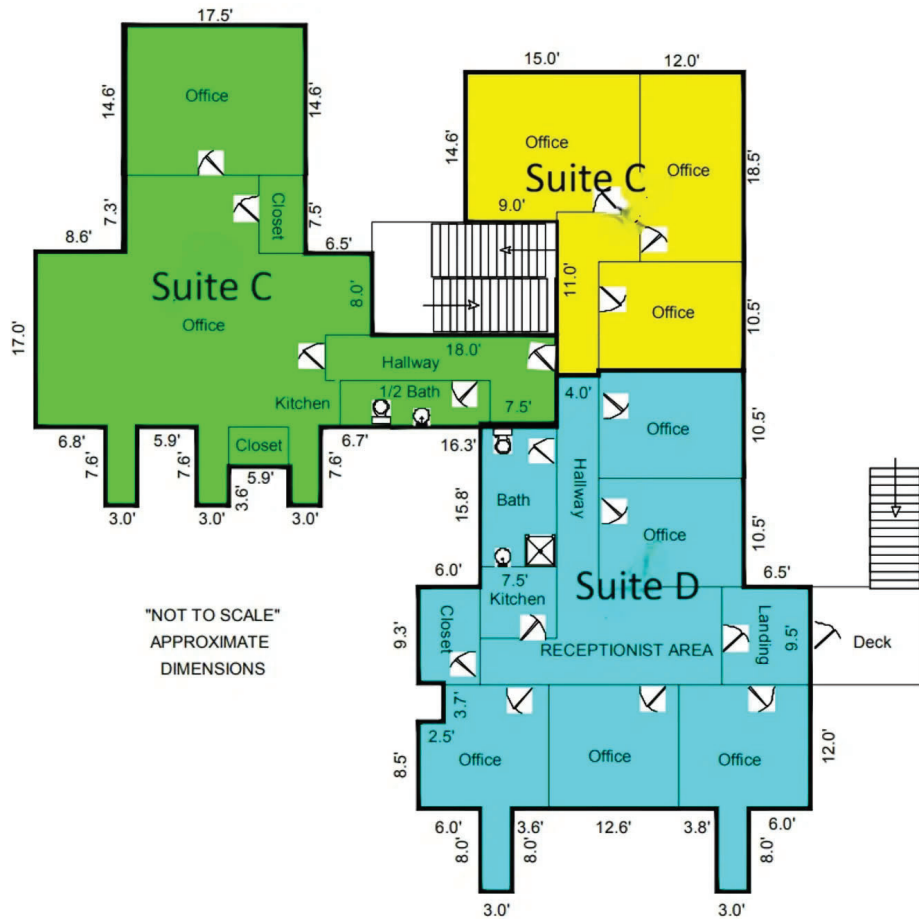 17.5'
15.0' 12.0'
14.6' Office 14.6'
14.6' Office Office 18.5'
Suite C
9.0'
7.3' Closet 7.5'
8.6' 6.5'
Suite C
17.0' Office 8.0' 11.0' Office 10.5'
18.0'
Hallway
Kitchen 1/2 Bath 7.5' 4.0'
6.8' 5.9' Closet 6.7' 16.3' Office 10.5'
7.6' 7.6' 3.6' 5.9' 7.6'
3.0' 3.0' 3.0'
15.8' Bath Hallway Office 10.5'
6.0' 7.5' Suite D 6.5'
Kitchen
"NOT TO SCALE"
APPROXIMATE
DIMENSIONS
9.3' Closet RECEPTIONIST AREA Landing 9.5' Deck
3.7'
2.5'
8.5' Office Office Office 12.0'
6.0' 3.6' 12.6' 3.8' 6.0'
8.0' 8.0' 8.0'
3.0' 3.0'